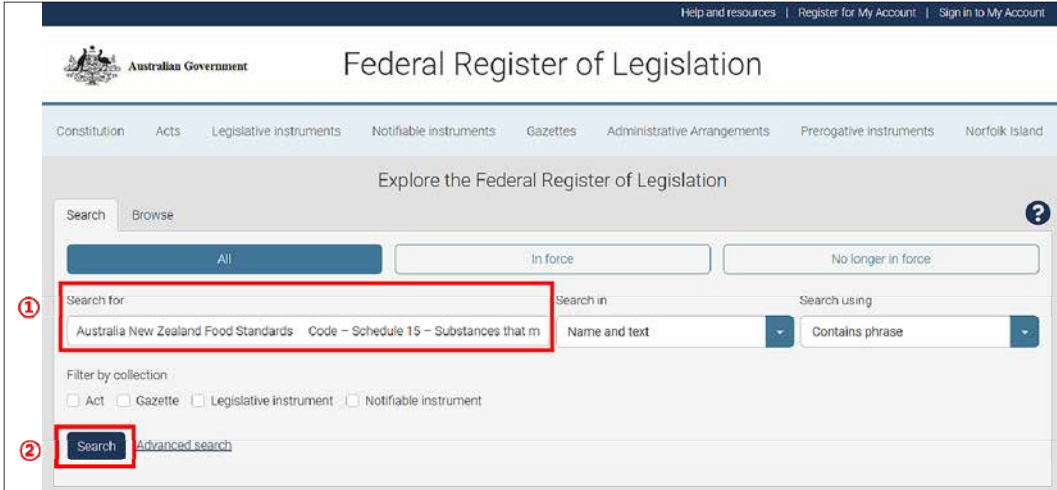 Help and resources | Register for My Account | Sign in to My Account
Australian Government
Federal Register of Legislation
Constitution Acts Legislative instruments Notifiable instruments Gazettes Administrative Arrangements Prerogative instruments Norfolk Island
Explore the Federal Register of Legislation
Search Browse
?
All In force No longer in force
① Search for Search in Search using
Australia New Zealand Food Standards Code – Schedule 15 – Substances that m Name and text Contains phrase
Filter by collection
Act Gazette Legislative instrument Notifiable instrument
② Search Advanced search